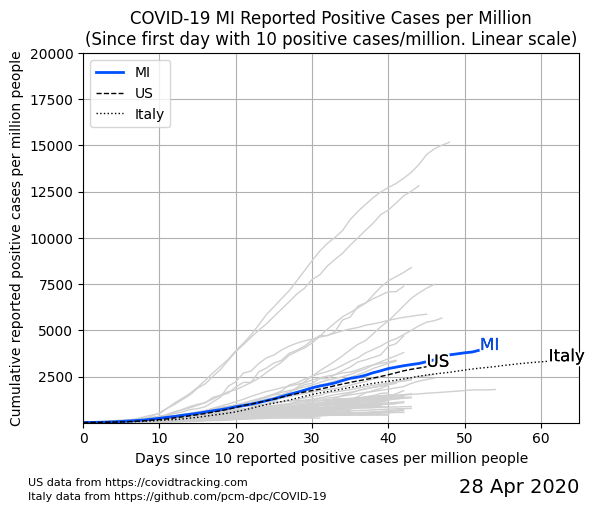 COVID-19 MI Reported Positive Cases per Million
(Since first day with 10 positive cases/million. Linear scale)
Cumulative reported positive cases per million people
20000
17500
15000
12500
10000
7500
5000
2500
MI
US
Italy
MI
US
Italy
0
10
20
30
40
50
60
Days since 10 reported positive cases per million people
US data from https://covidtracking.com
Italy data from https://github.com/pcm-dpc/COVID-19
28 Apr 2020